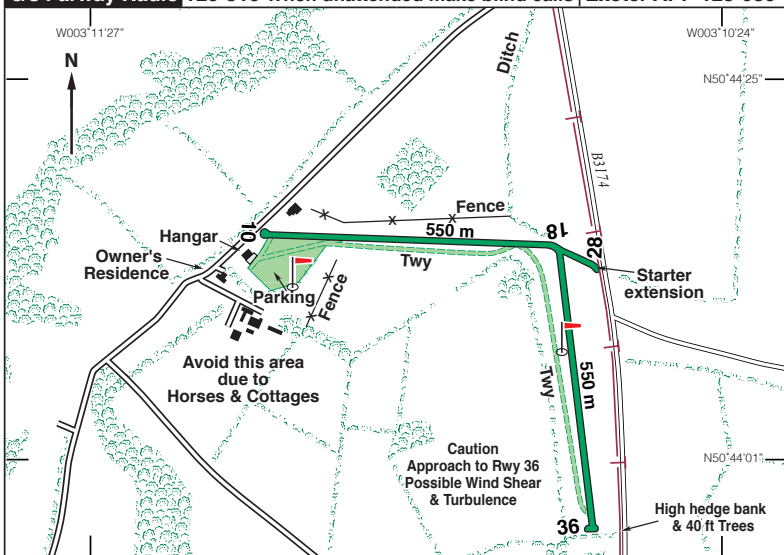 W003˚11'27"
W003˚10'24"
N
Ditch
N50˚44'25"
B3174
Fence
10
550 m
18
28
Hangar
Owner's
Residence
Twy
Starter
extension
Parking
Fence
Avoid this area
due to
Horses & Cottages
Twy
550 m
Caution
Approach to Rwy 36
Possible Wind Shear
& Turbulence
N50˚44'01"
High hedge bank
& 40 ft Trees
36